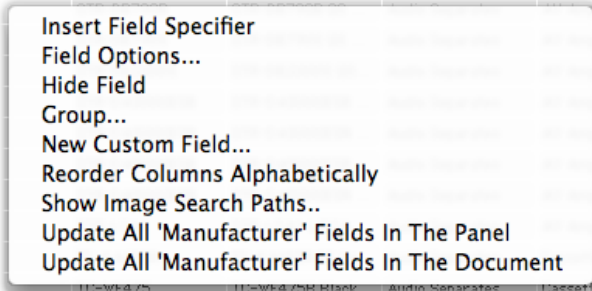 Insert Field Specifier
Field Options...
Hide Field
Group...
New Custom Field...
Reorder Columns Alphabetically
Show Image Search Paths..
Update All 'Manufacturer' Fields In The Panel
Update All 'Manufacturer' Fields In The Document